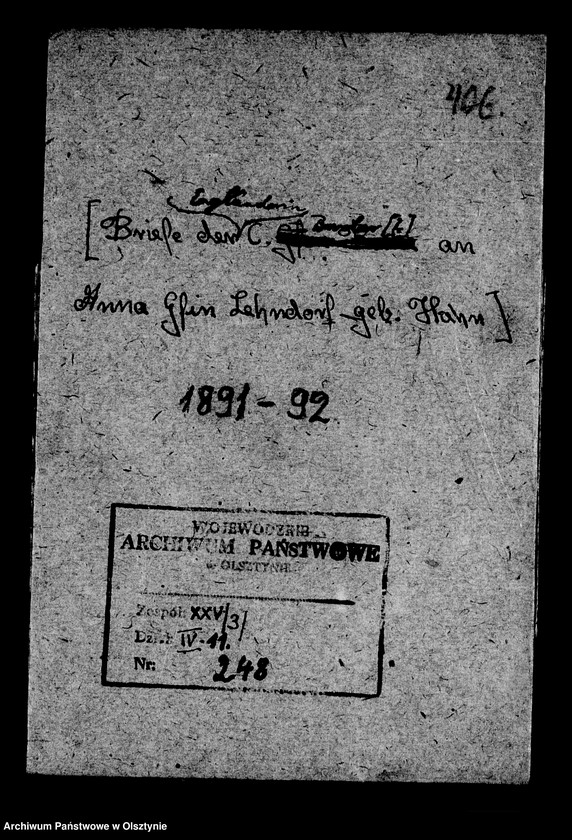 406.
Engländerin
[Briefe der C. [?] an
Anna Gfin Lehndorf geb. Hahn]
1891-92
WOJEWÓDZKIE
ARCHIWUM PAŃSTWOWE
w OLSZTYNIE
Zespół: XXV/3/
Dział: IV-11.
Nr: 248
Archiwum Państwowe w Olsztynie